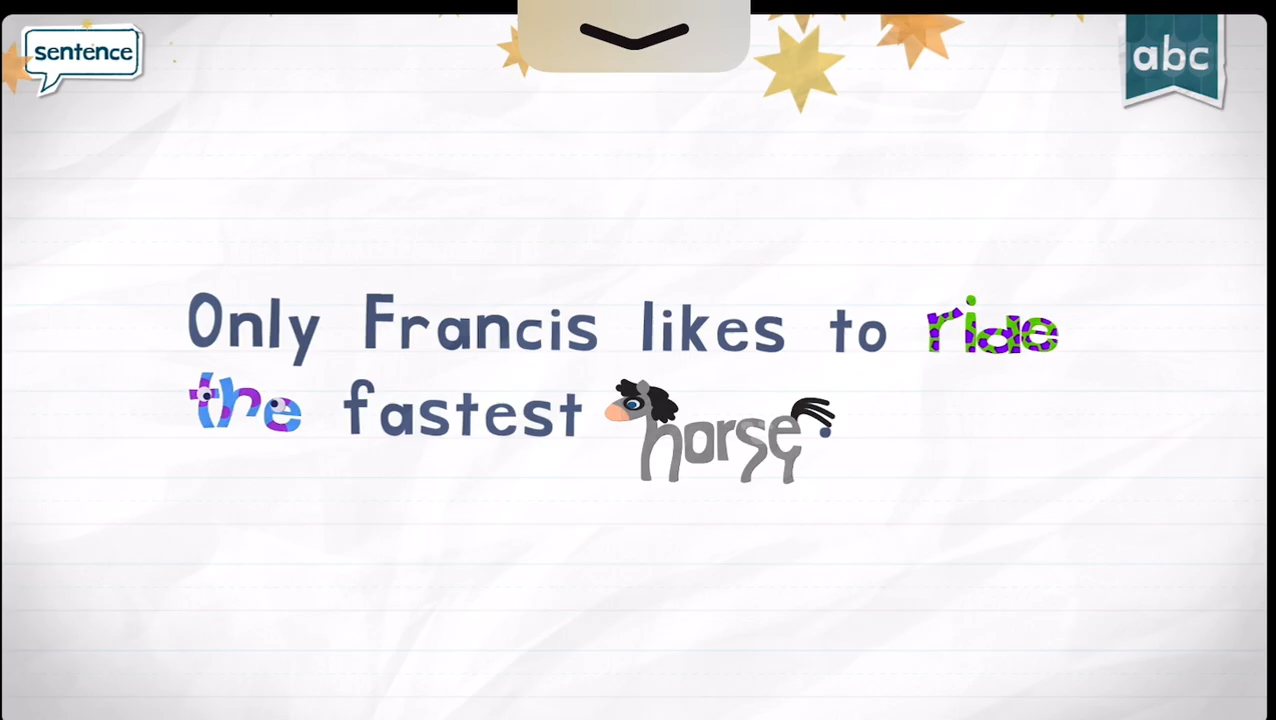 sentence
abc
Only Francis likes to ride
the fastest horse.